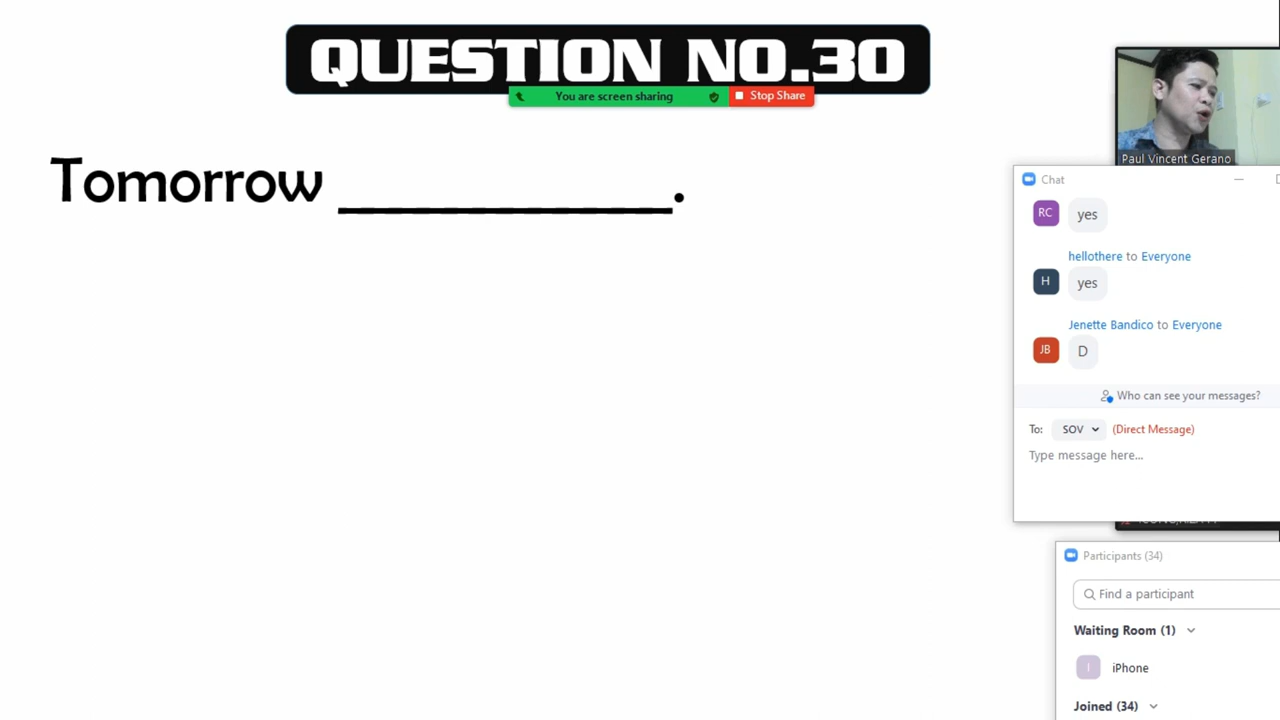 QUESTION NO.30
You are screen sharing
Stop Share
Tomorrow ____________.
Paul Vincent Gerano
Chat
RC
yes
hellothere to Everyone
H
yes
Jenette Bandico to Everyone
JB
D
Who can see your messages?
To: SOV (Direct Message)
Type message here...
Participants (34)
Find a participant
Waiting Room (1)
I
iPhone
Joined (34)